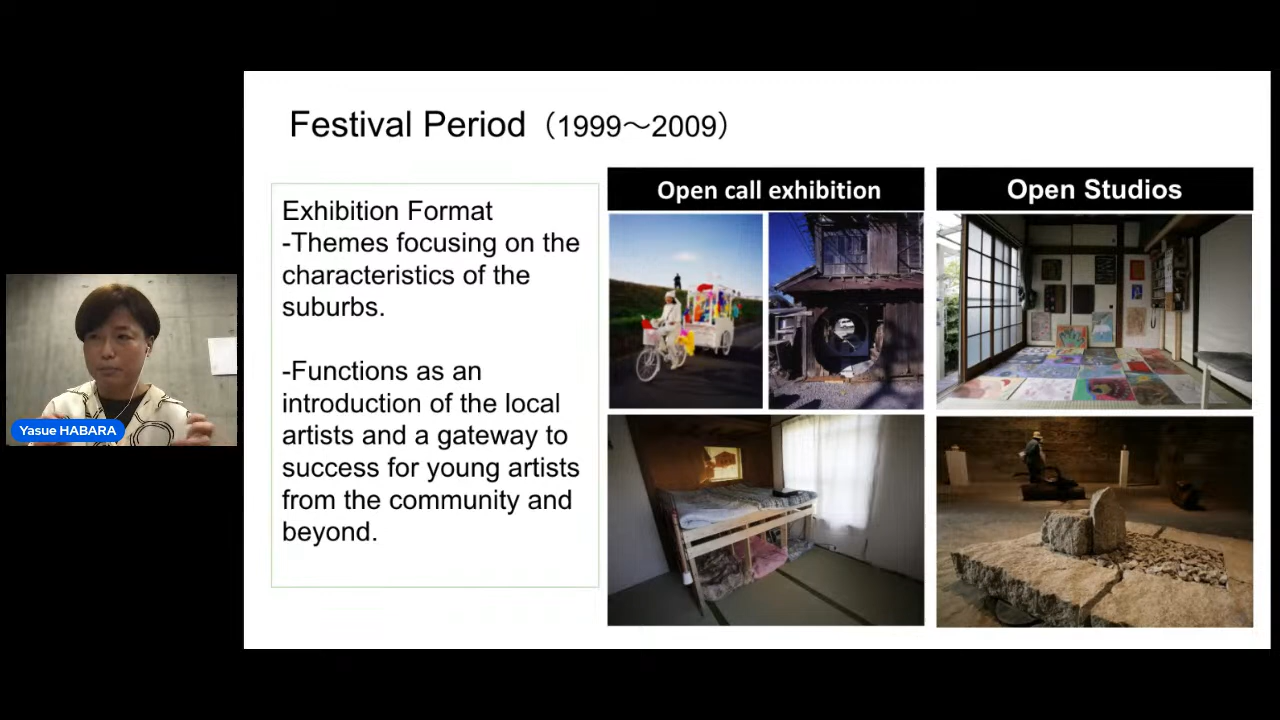 Festival Period（1999～2009）
Exhibition Format
-Themes focusing on the
characteristics of the
suburbs.
-Functions as an
introduction of the local
artists and a gateway to
success for young artists
from the community and
beyond.
Open call exhibition
Open Studios
Yasue HABARA